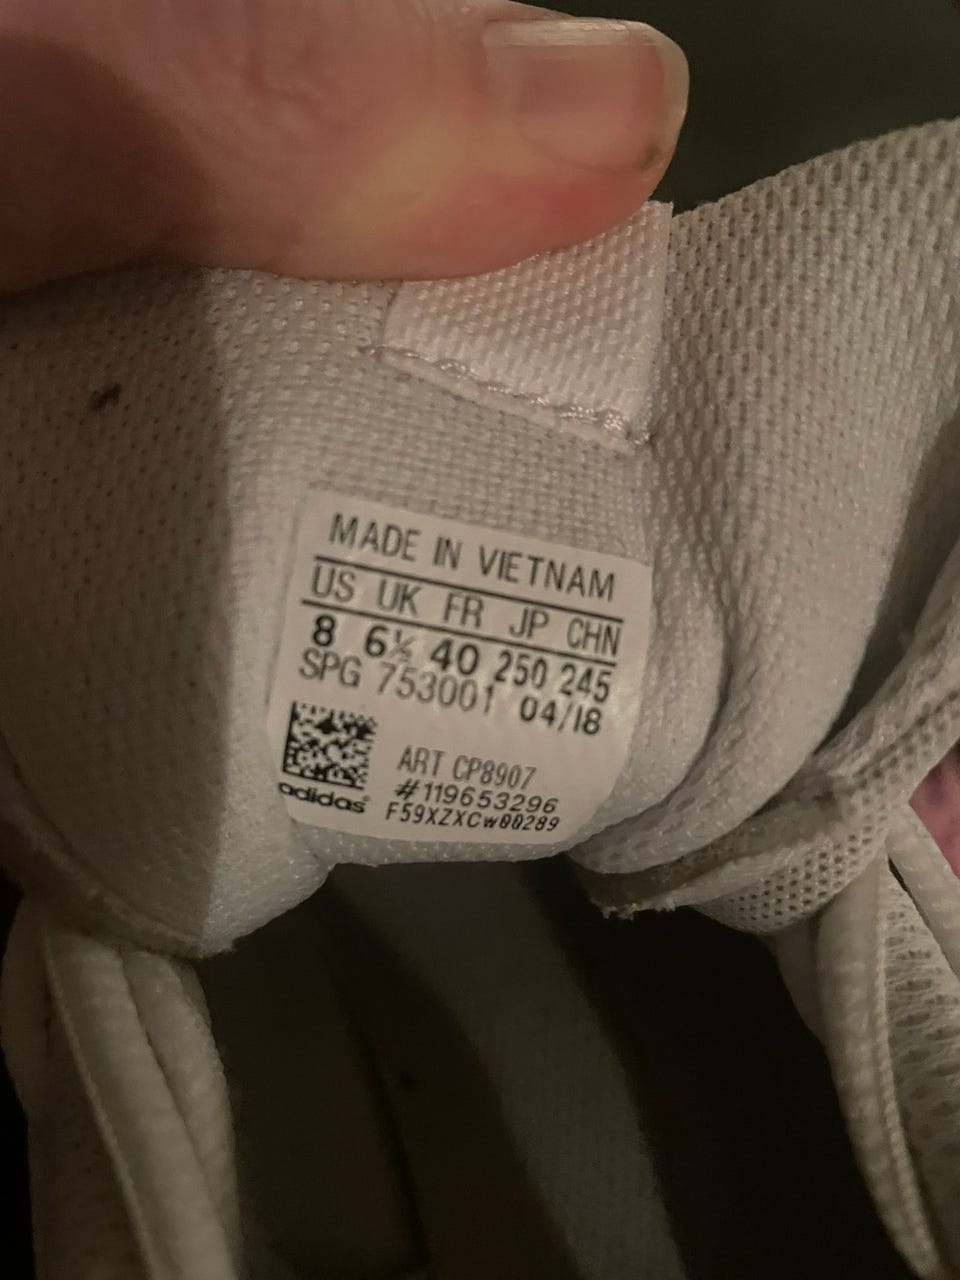 MADE IN VIETNAM
US UK FR JP CHN
8 6½ 40 250 245
SPG 753001 04/18
ART CP8907
#119653296
F59XZXCw00289
adidas